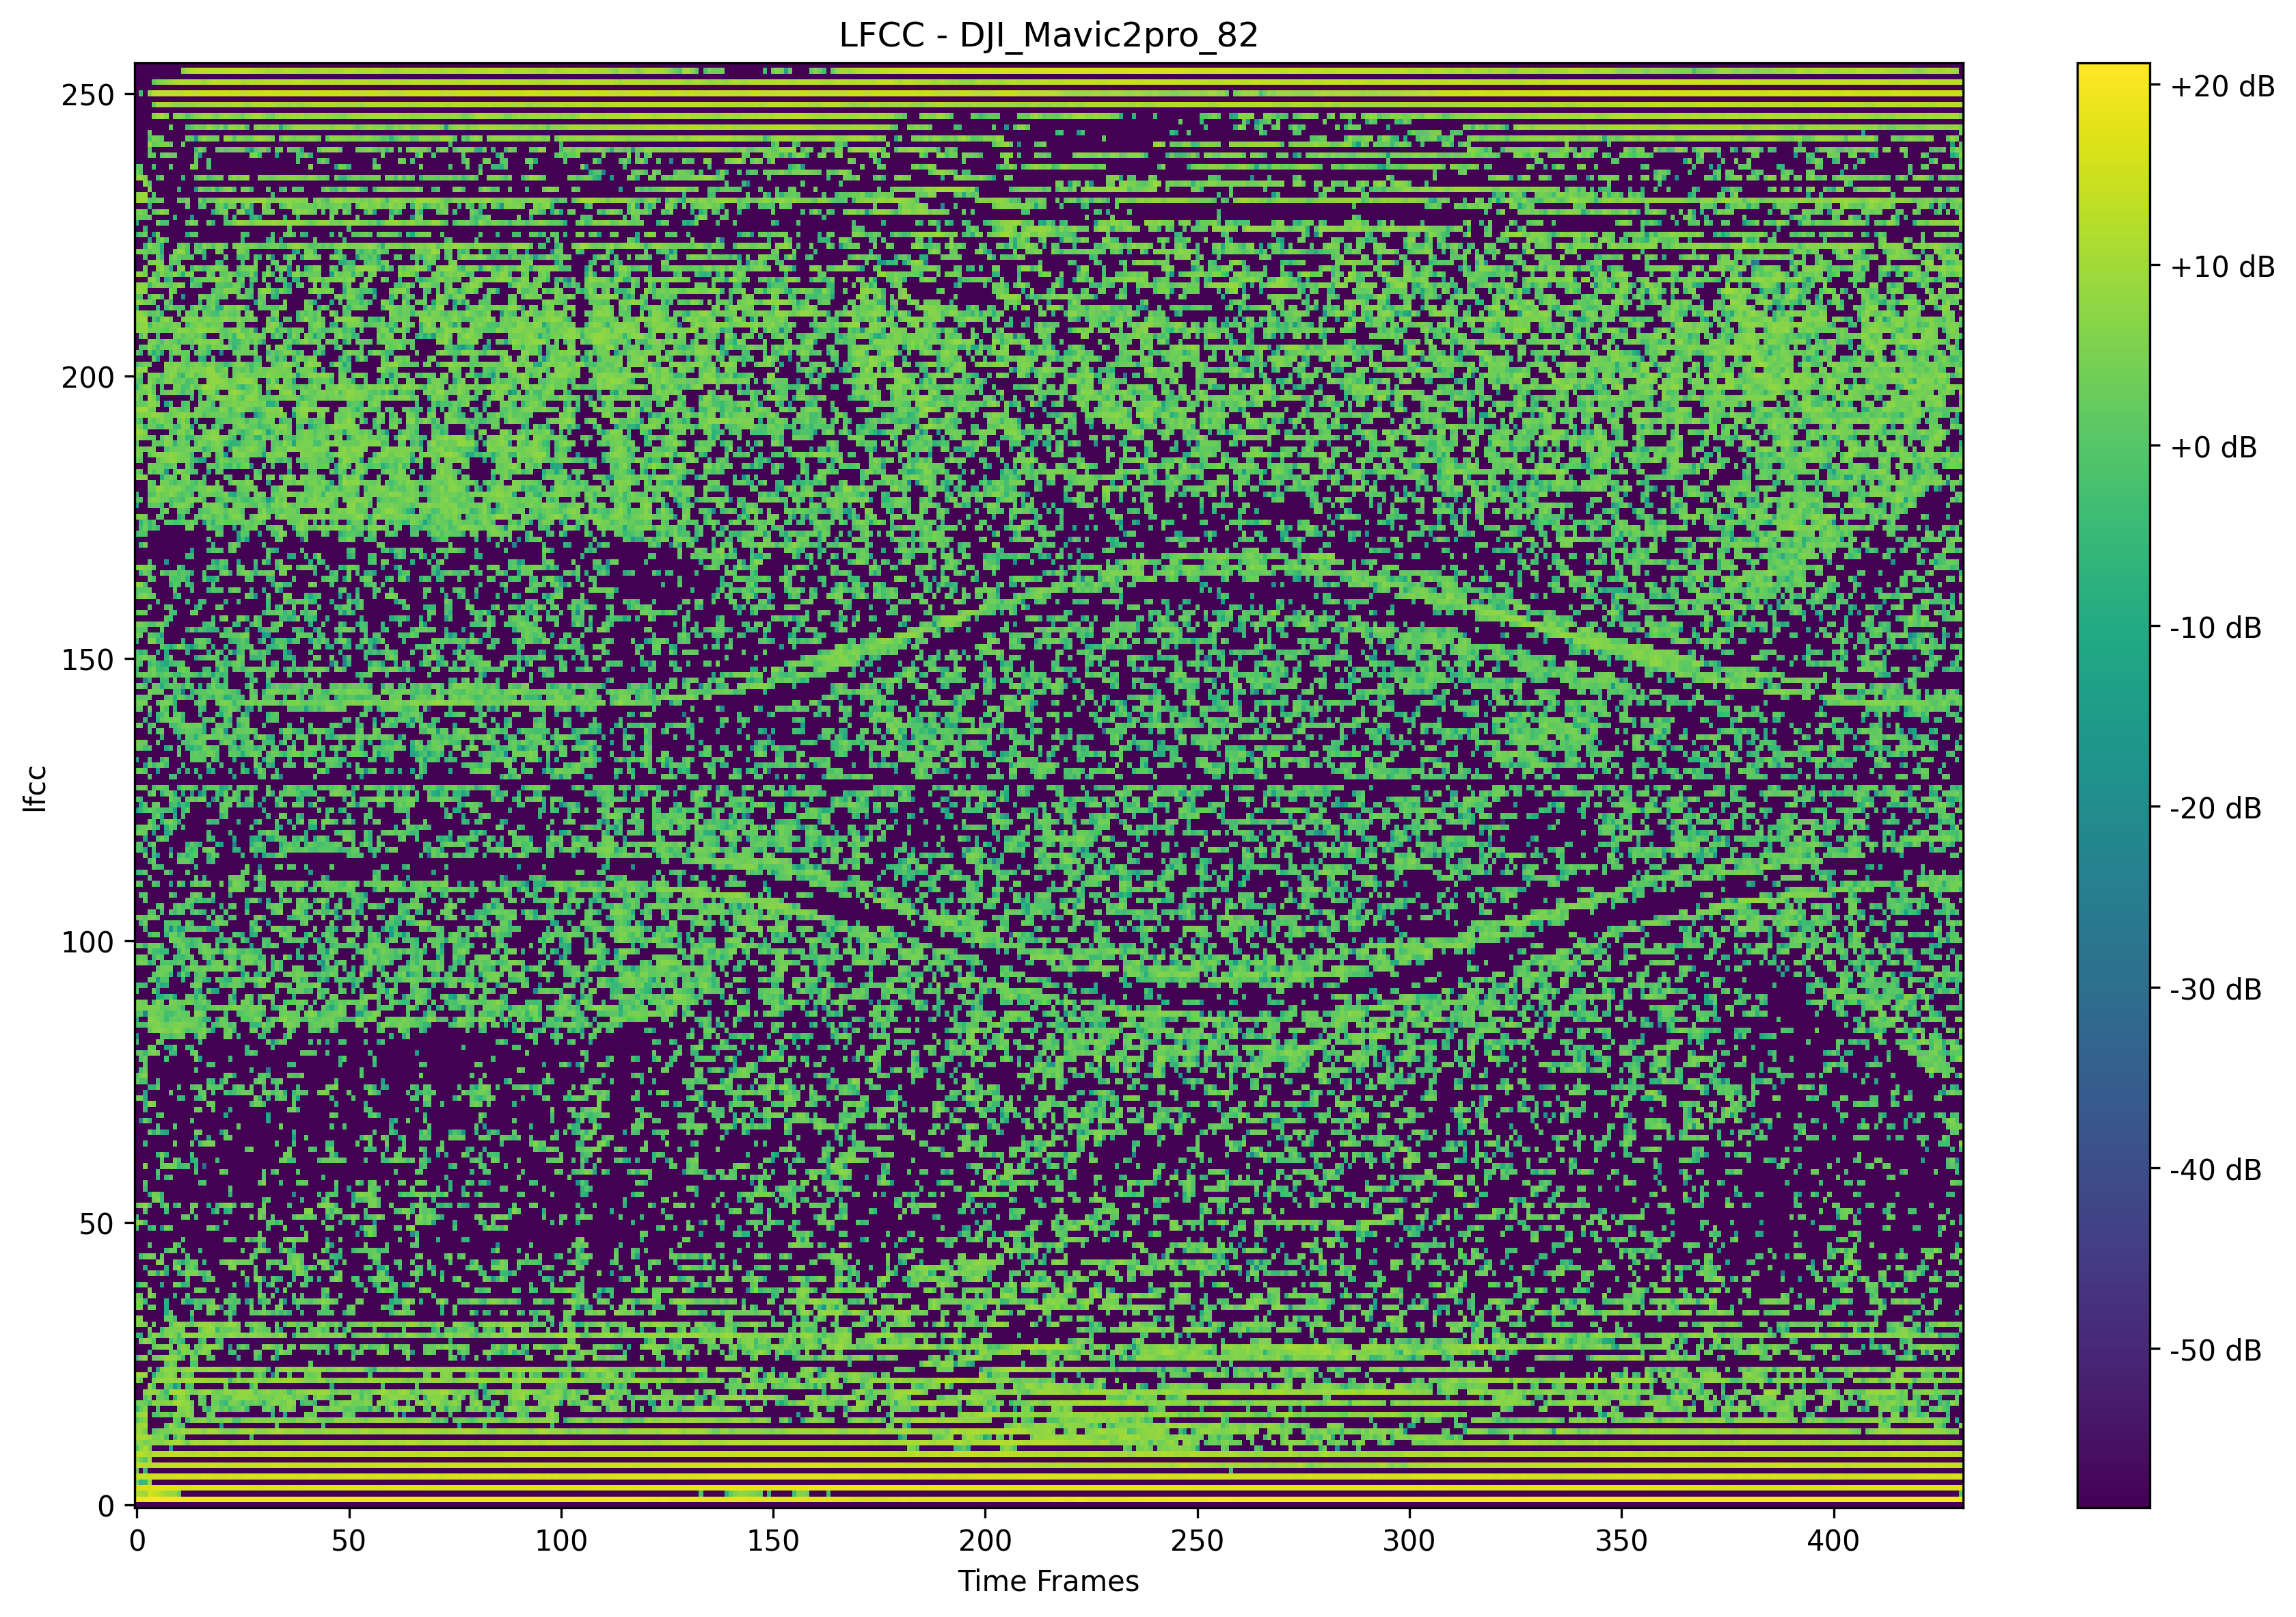 LFCC - DJI_Mavic2pro_82
250
200
150
100
50
0
lfcc
0 50 100 150 200 250 300 350 400
Time Frames
+20 dB
+10 dB
+0 dB
-10 dB
-20 dB
-30 dB
-40 dB
-50 dB